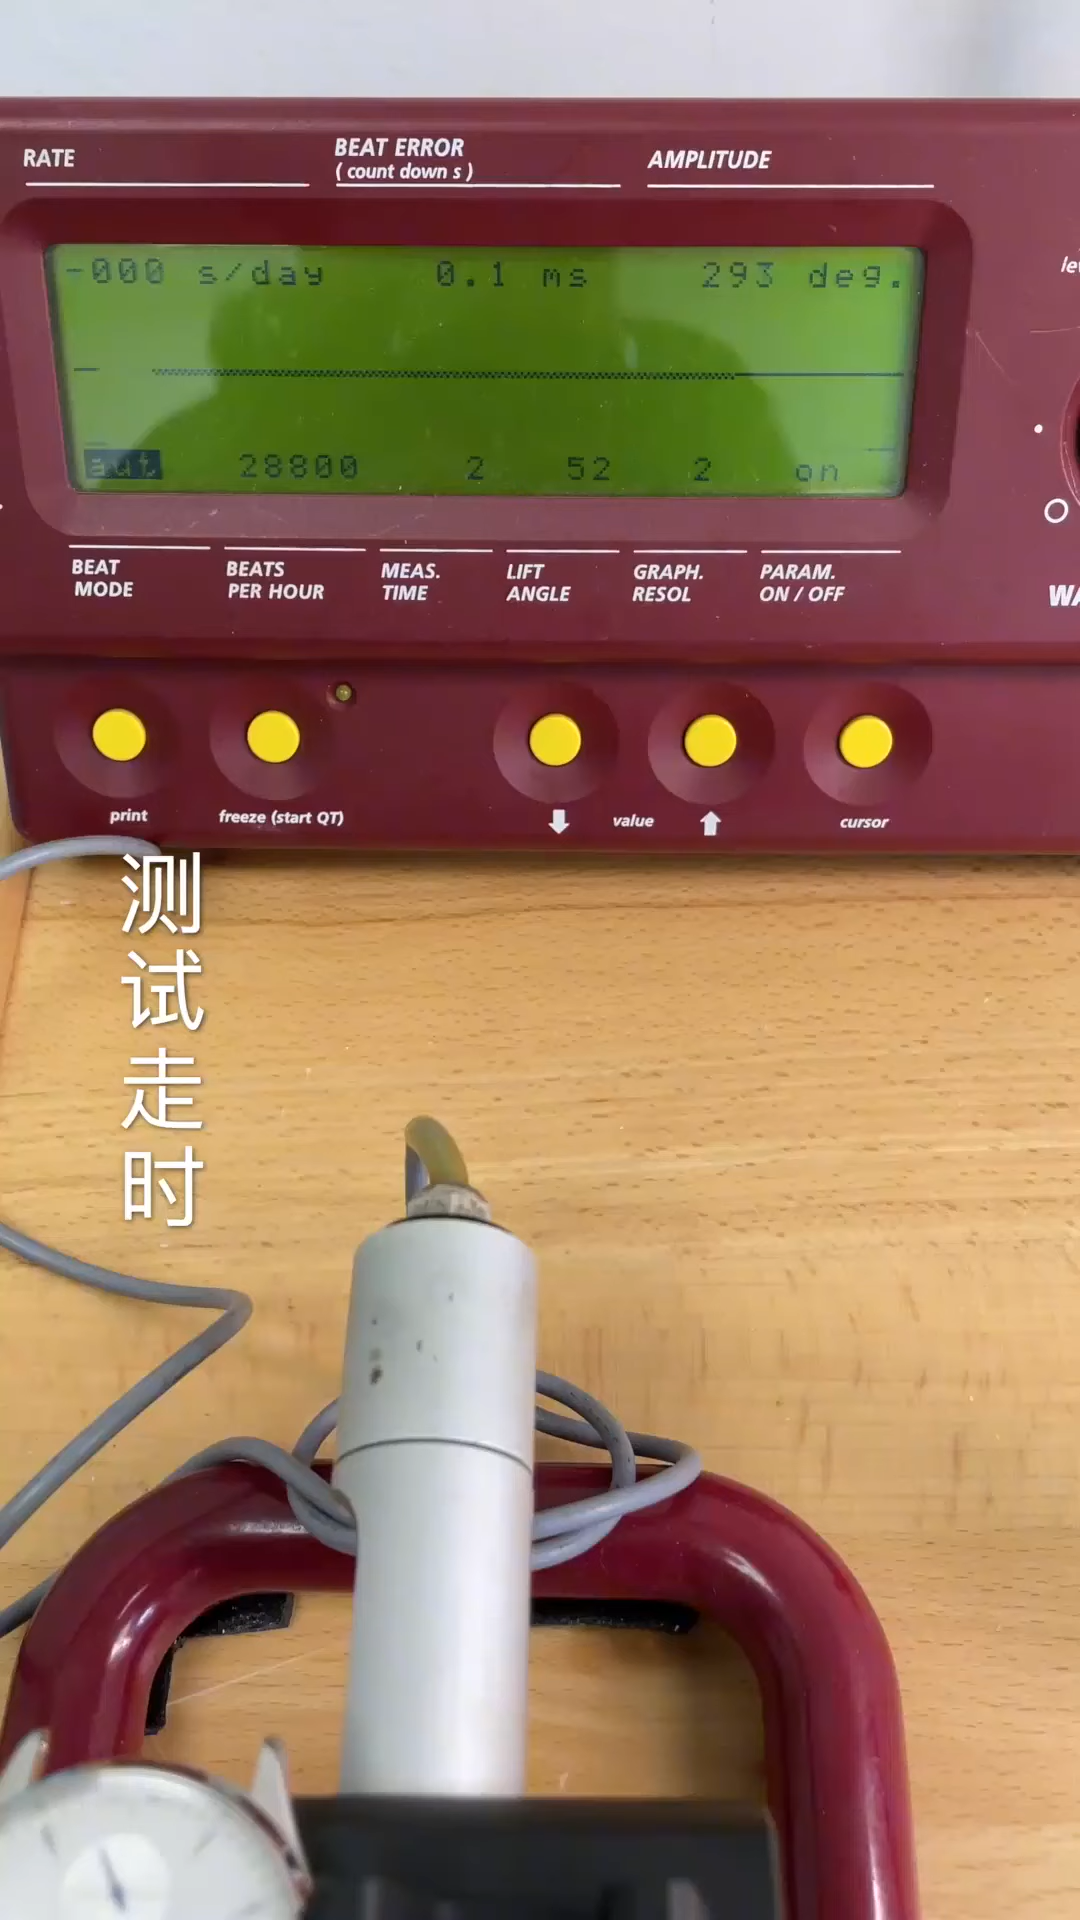 RATE
BEAT ERROR
( count down s )
AMPLITUDE
-000 s/day 0.1 ms 293 deg.
aut 28800 2 52 2 on
BEAT
MODE
BEATS
PER HOUR
MEAS.
TIME
LIFT
ANGLE
GRAPH.
RESOL
PARAM.
ON / OFF
print
freeze (start QT)
value
cursor
测试走时